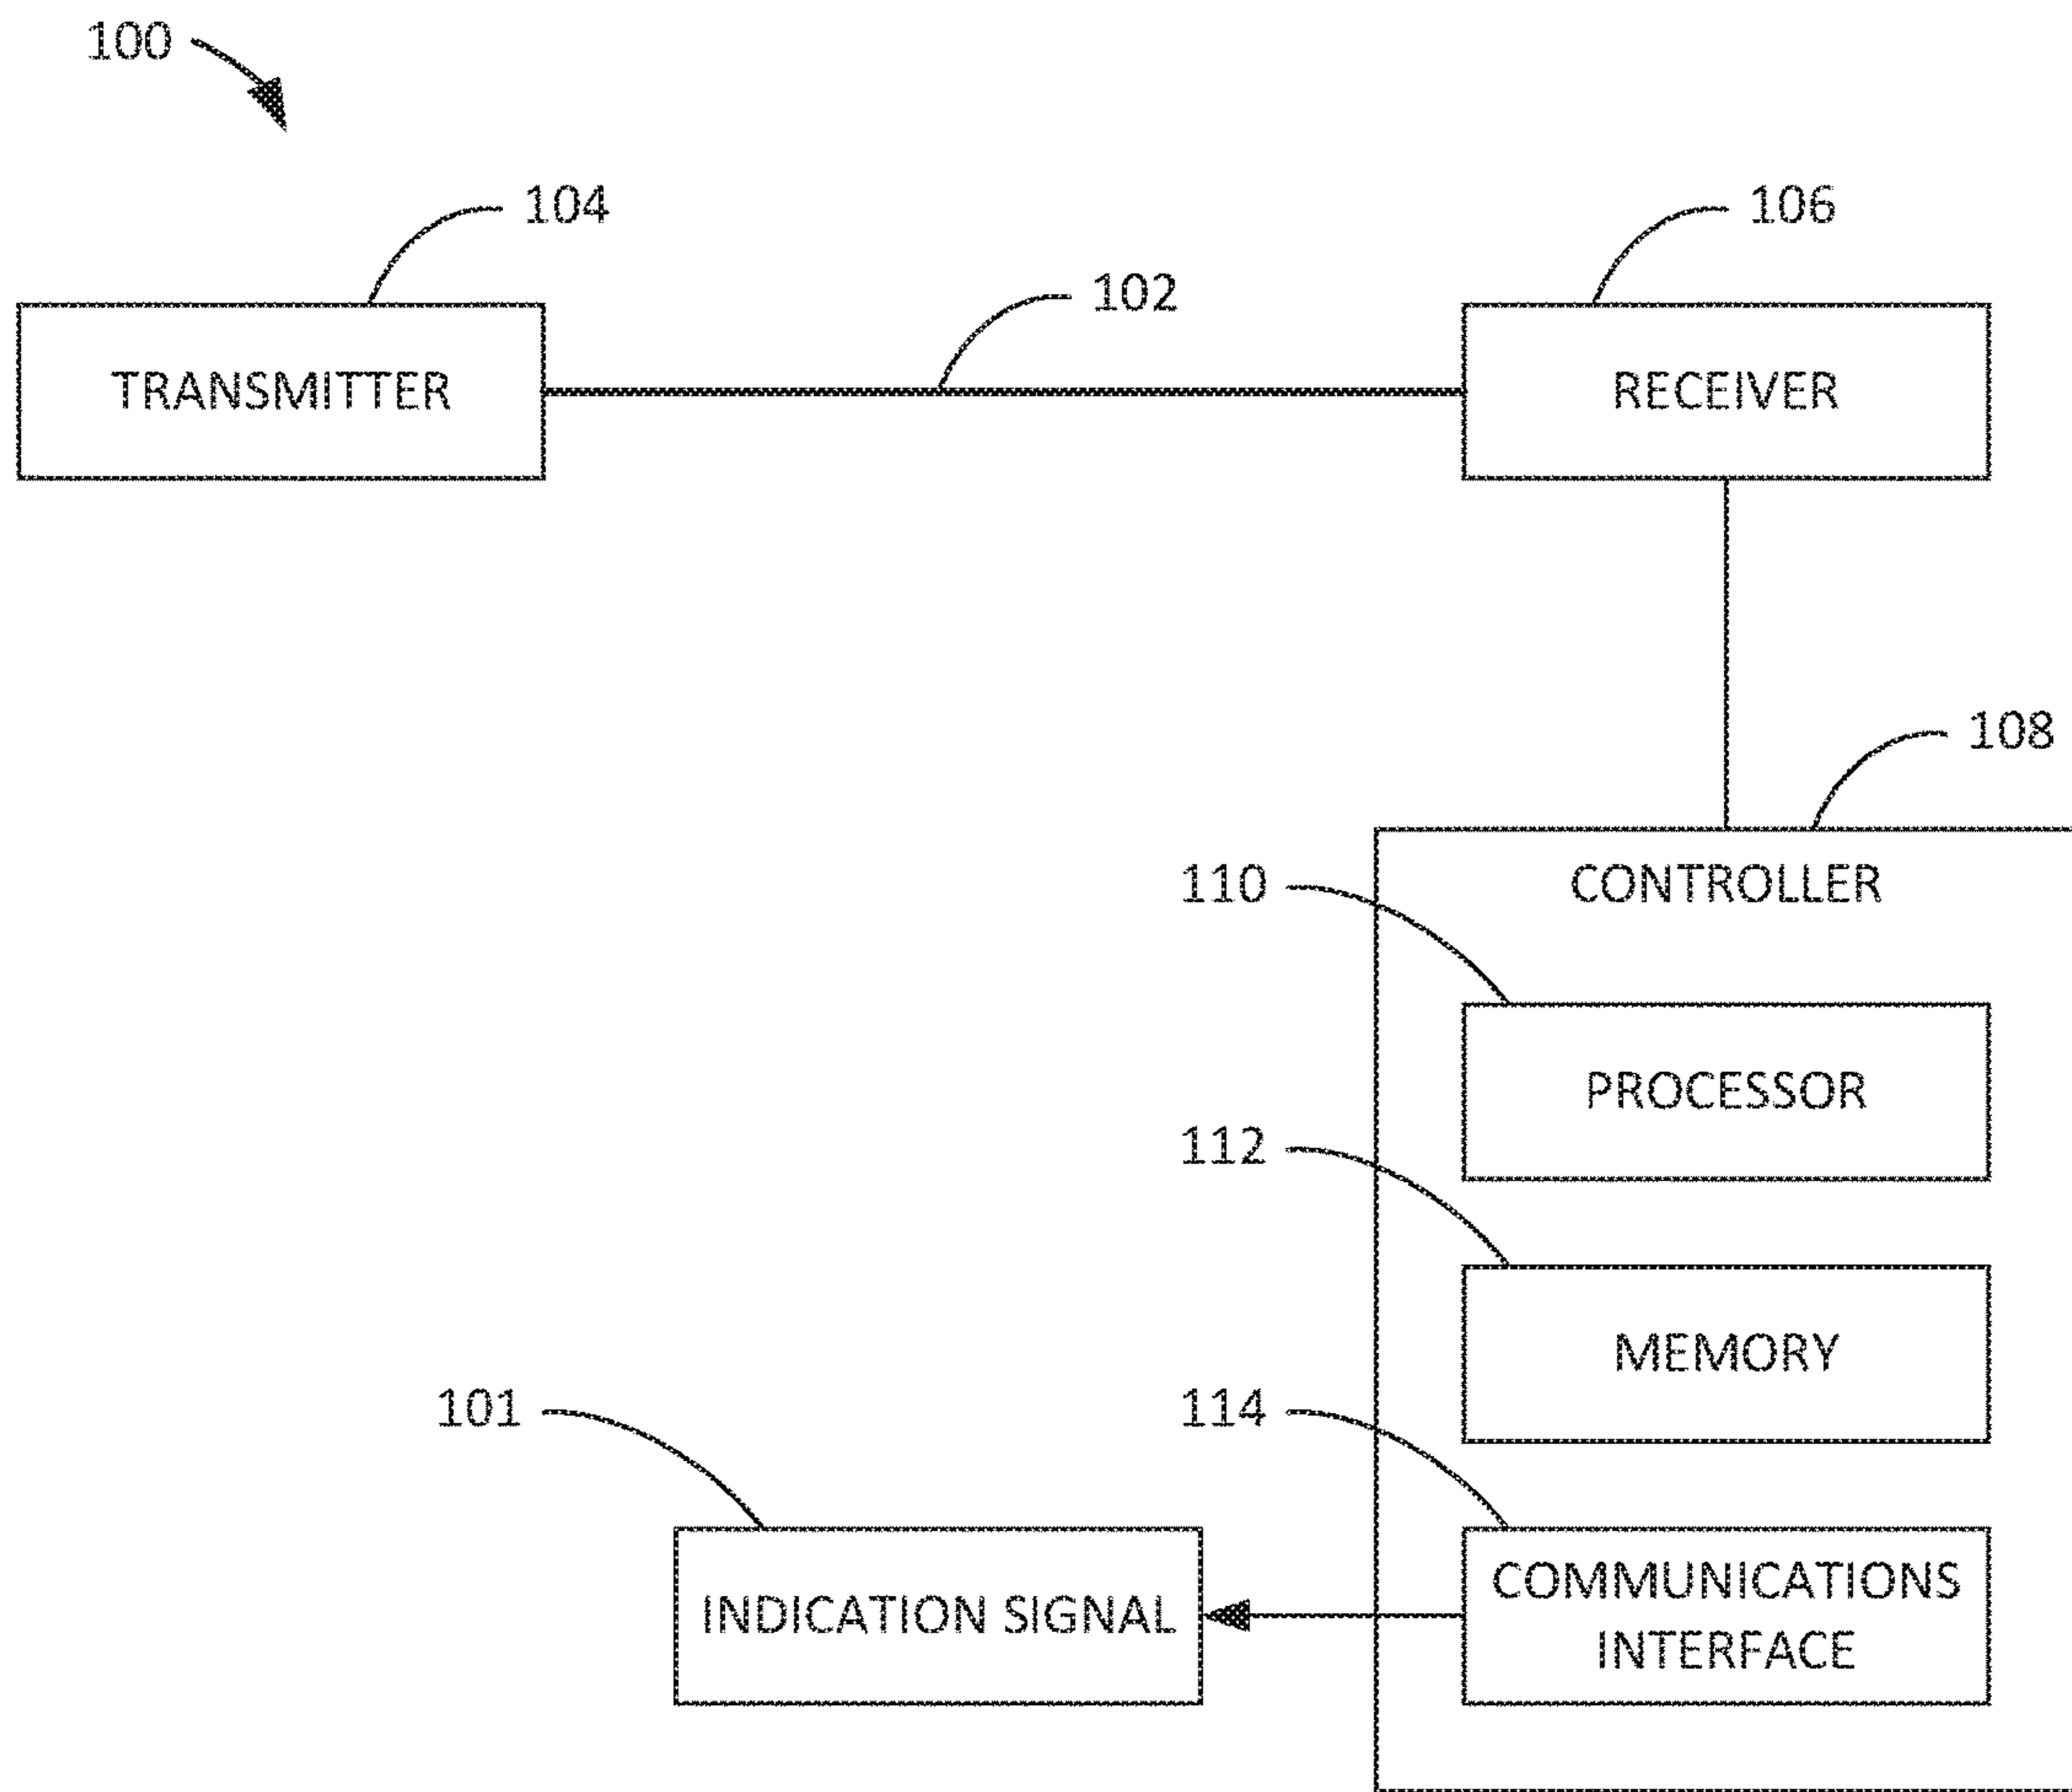 100
104
106
102
TRANSMITTER
RECEIVER
108
CONTROLLER
110
PROCESSOR
112
MEMORY
101
114
INDICATION SIGNAL
COMMUNICATIONS
INTERFACE